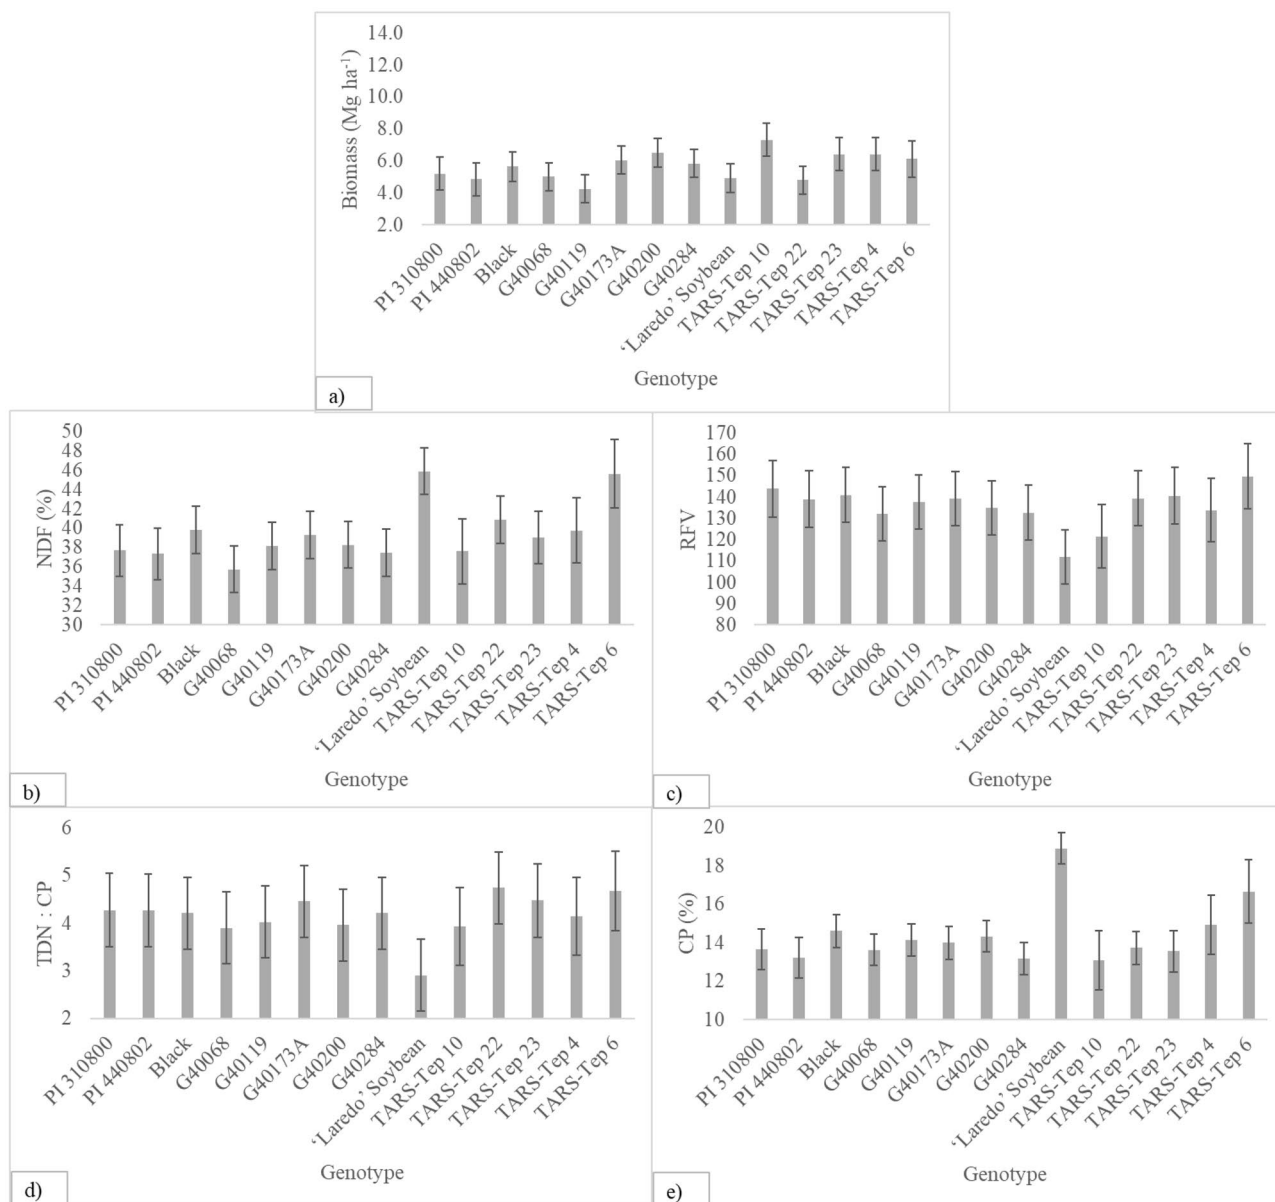 14.0
12.0
10.0
8.0
6.0
4.0
2.0
Biomass (Mg ha⁻¹)
PI 310800
PI 440802
Black
G40068
G40119
G40173A
G40200
G40284
‘Laredo’ Soybean
TARS-Tep 10
TARS-Tep 22
TARS-Tep 23
TARS-Tep 4
TARS-Tep 6
Genotype
a)
50
48
46
44
42
40
38
36
34
32
30
NDF (%)
PI 310800
PI 440802
Black
G40068
G40119
G40173A
G40200
G40284
‘Laredo’ Soybean
TARS-Tep 10
TARS-Tep 22
TARS-Tep 23
TARS-Tep 4
TARS-Tep 6
Genotype
b)
170
160
150
140
130
120
110
100
90
80
RFV
PI 310800
PI 440802
Black
G40068
G40119
G40173A
G40200
G40284
‘Laredo’ Soybean
TARS-Tep 10
TARS-Tep 22
TARS-Tep 23
TARS-Tep 4
TARS-Tep 6
Genotype
c)
6
5
4
3
2
TDN : CP
PI 310800
PI 440802
Black
G40068
G40119
G40173A
G40200
G40284
‘Laredo’ Soybean
TARS-Tep 10
TARS-Tep 22
TARS-Tep 23
TARS-Tep 4
TARS-Tep 6
Genotype
d)
20
18
16
14
12
10
CP (%)
PI 310800
PI 440802
Black
G40068
G40119
G40173A
G40200
G40284
‘Laredo’ Soybean
TARS-Tep 10
TARS-Tep 22
TARS-Tep 23
TARS-Tep 4
TARS-Tep 6
Genotype
e)